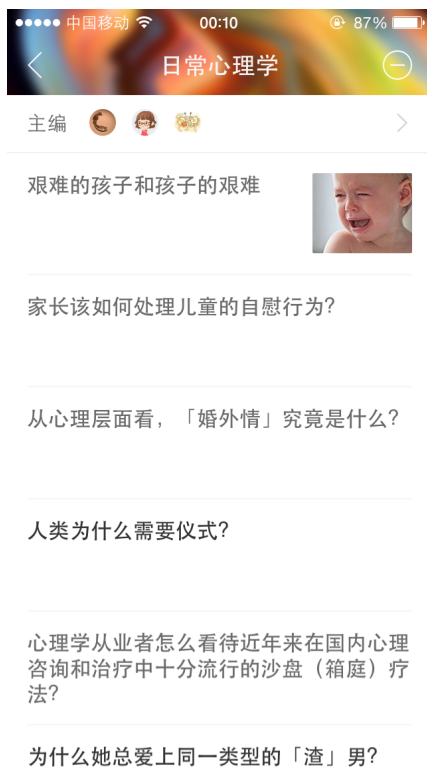 中国移动 00:10 87%
日常心理学
主编
艰难的孩子和孩子的艰难
家长该如何处理儿童的自慰行为?
从心理层面看，「婚外情」究竟是什么?
人类为什么需要仪式?
心理学从业者怎么看待近年来在国内心理
咨询和治疗中十分流行的沙盘（箱庭）疗
法?
为什么她总爱上同一类型的「渣」男?